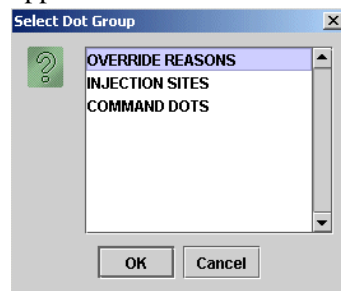 Select Dot Group
OVERRIDE REASONS
INJECTION SITES
COMMAND DOTS
OK
Cancel